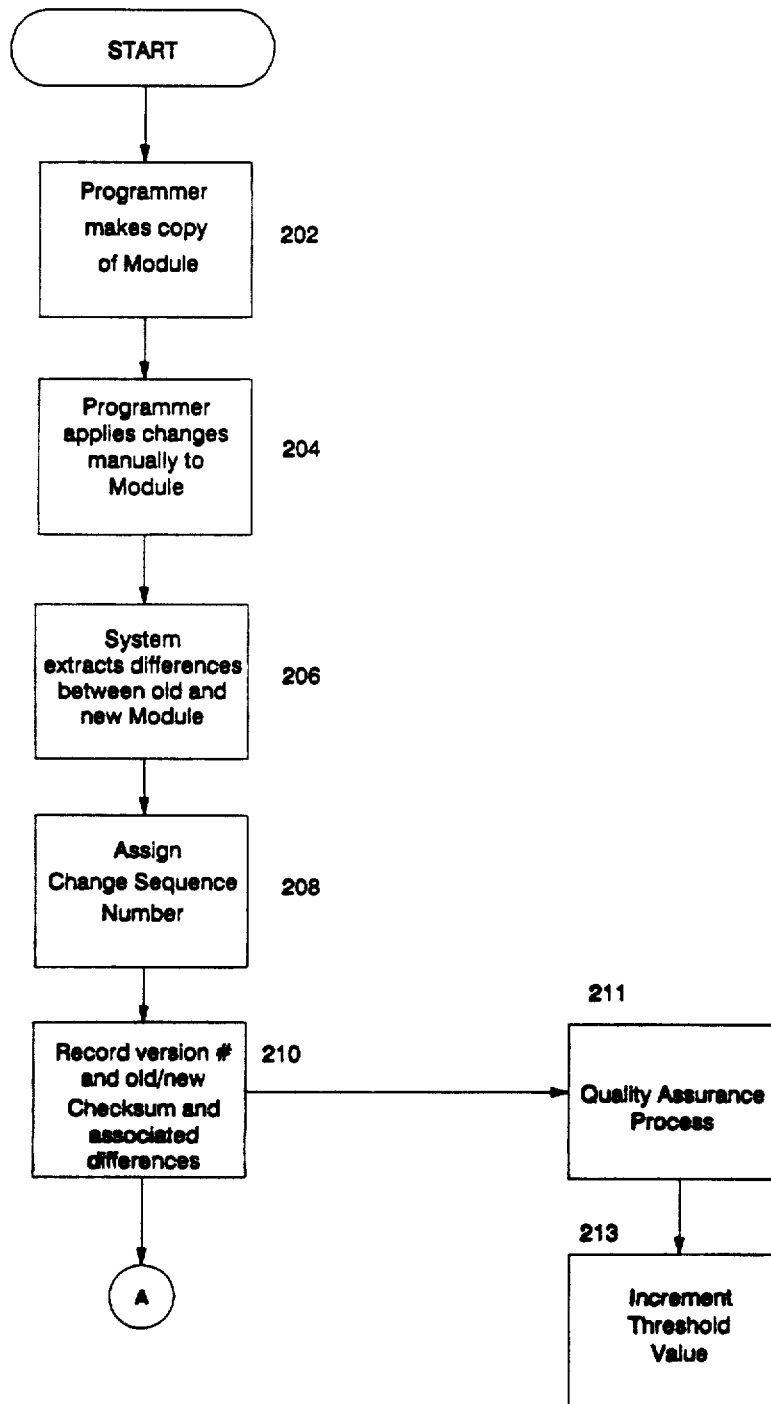 START
Programmer
makes copy
of Module
202
Programmer
applies changes
manually to
Module
204
System
extracts differences
between old and
new Module
206
Assign
Change Sequence
Number
208
Record version #
and old/new
Checksum and
associated
differences
210
211
Quality Assurance
Process
213
Increment
Threshold
Value
A